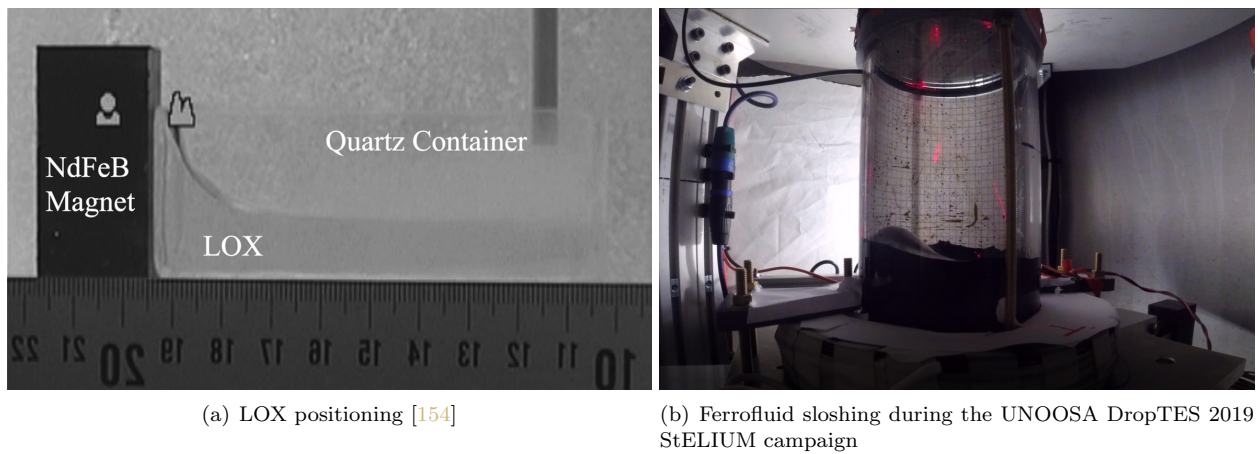 Quartz Container
NdFeB
Magnet
LOX
22 21 20 19 18 17 16 15 14 13 12 11 10
(a) LOX positioning [154]
(b) Ferrofluid sloshing during the UNOOSA DropTES 2019
StELIUM campaign